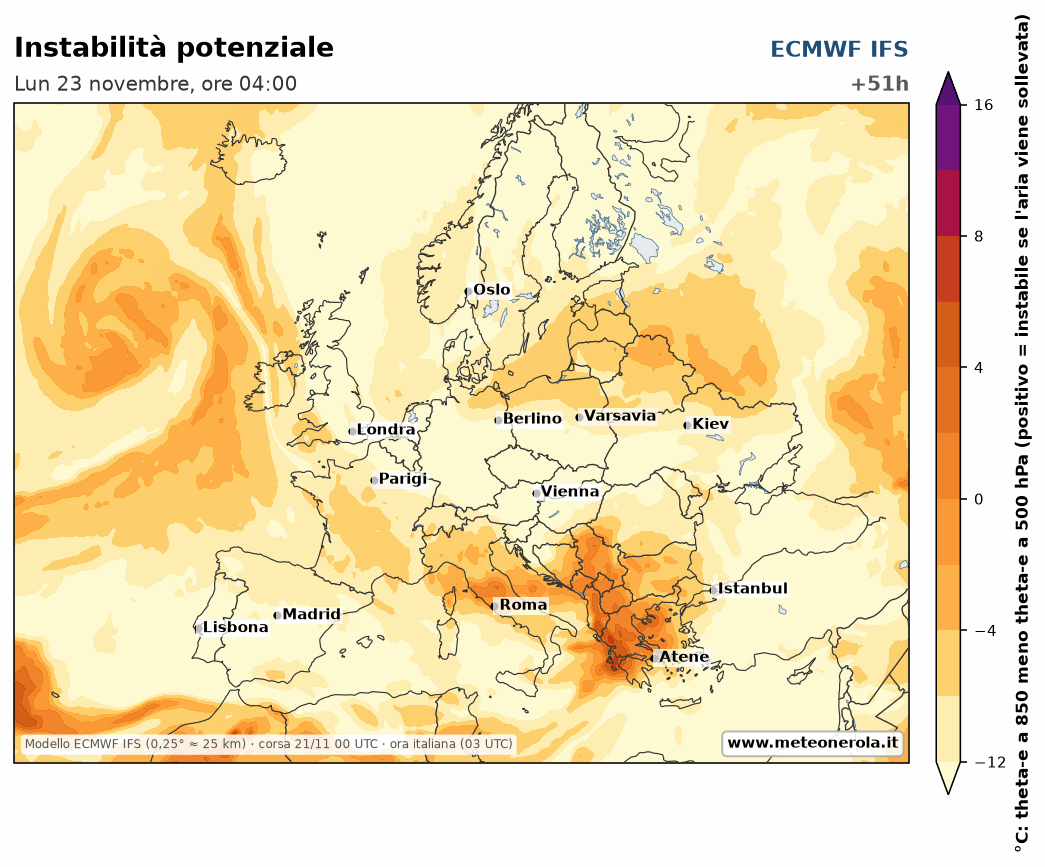 Instabilità potenziale
ECMWF IFS
Lun 23 novembre, ore 04:00
+51h
Oslo
Berlino
Varsavia
Kiev
Londra
Parigi
Vienna
Istanbul
Roma
Madrid
Lisbona
Atene
Modello ECMWF IFS (0,25° ≈ 25 km) · corsa 21/11 00 UTC · ora italiana (03 UTC)
www.meteonerola.it
16
8
4
0
−4
−12
°C: theta-e a 850 meno theta-e a 500 hPa (positivo = instabile se l'aria viene sollevata)